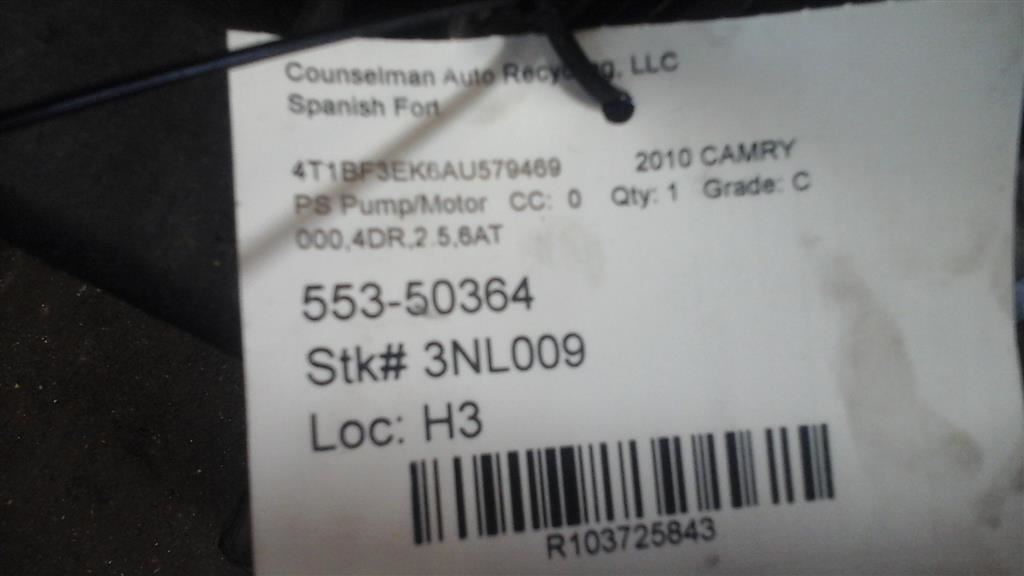 Counselman Auto Recycling, LLC
Spanish Fort
4T1BF3EK6AU579469 2010 CAMRY
PS Pump/Motor CC: 0 Qty: 1 Grade: C
000,4DR,2.5,6AT
553-50364
Stk# 3NL009
Loc: H3
R103725843